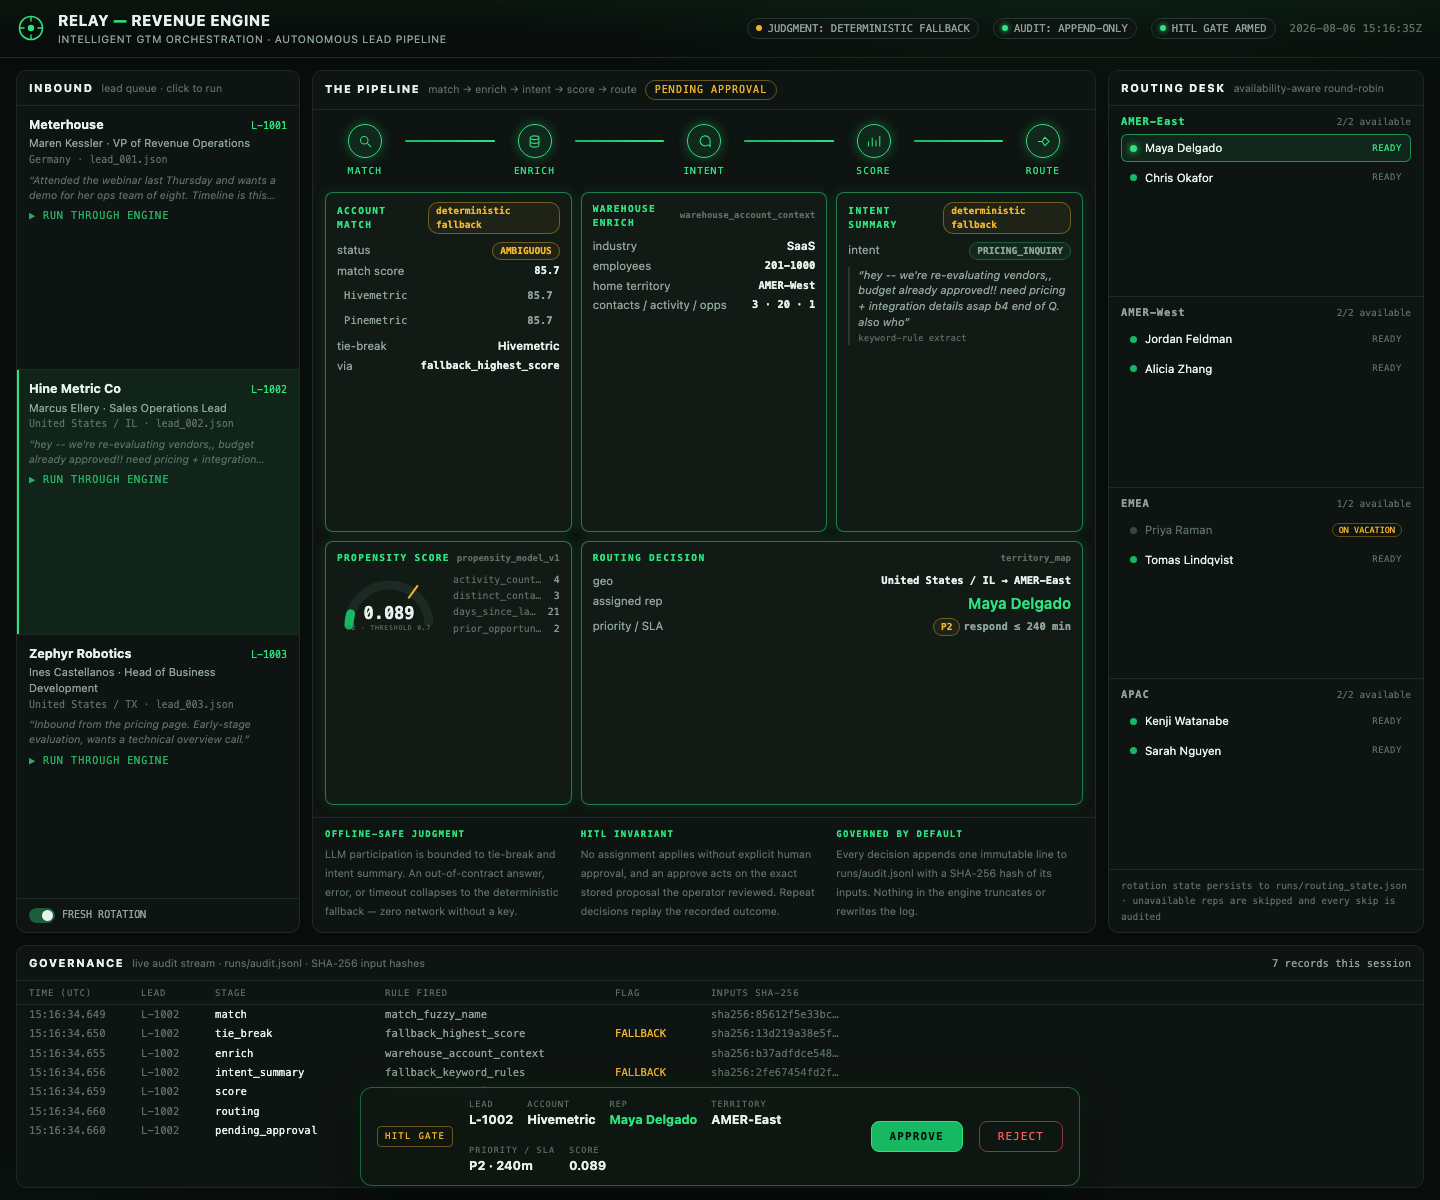 RELAY — REVENUE ENGINE
INTELLIGENT GTM ORCHESTRATION · AUTONOMOUS LEAD PIPELINE
JUDGMENT: DETERMINISTIC FALLBACK
AUDIT: APPEND-ONLY
HITL GATE ARMED
2026-08-06 15:16:35Z
INBOUND lead queue · click to run
Meterhouse L-1001
Maren Kessler · VP of Revenue Operations
Germany · lead_001.json
“Attended the webinar last Thursday and wants a
demo for her ops team of eight. Timeline is this…
▶ RUN THROUGH ENGINE
Hine Metric Co L-1002
Marcus Ellery · Sales Operations Lead
United States / IL · lead_002.json
“hey -- we're re-evaluating vendors,, budget
already approved!! need pricing + integration…
▶ RUN THROUGH ENGINE
Zephyr Robotics L-1003
Ines Castellanos · Head of Business
Development
United States / TX · lead_003.json
“Inbound from the pricing page. Early-stage
evaluation, wants a technical overview call.”
▶ RUN THROUGH ENGINE
FRESH ROTATION
THE PIPELINE match → enrich → intent → score → route PENDING APPROVAL
MATCH
ENRICH
INTENT
SCORE
ROUTE
ACCOUNT
MATCH
deterministic
fallback
status AMBIGUOUS
match score 85.7
Hivemetric 85.7
Pinemetric 85.7
tie-break Hivemetric
via fallback_highest_score
WAREHOUSE
ENRICH
warehouse_account_context
industry SaaS
employees 201-1000
home territory AMER-West
contacts / activity / opps 3 · 20 · 1
INTENT
SUMMARY
deterministic
fallback
intent PRICING_INQUIRY
“hey -- we're re-evaluating vendors,,
budget already approved!! need pricing
+ integration details asap b4 end of Q.
also who”
keyword-rule extract
PROPENSITY SCORE propensity_model_v1
0.089
· THRESHOLD 0.7
activity_count… 4
distinct_conta… 3
days_since_la… 21
prior_opportun… 2
ROUTING DECISION territory_map
geo United States / IL → AMER-East
assigned rep Maya Delgado
priority / SLA P2 respond ≤ 240 min
OFFLINE-SAFE JUDGMENT
LLM participation is bounded to tie-break and
intent summary. An out-of-contract answer,
error, or timeout collapses to the deterministic
fallback — zero network without a key.
HITL INVARIANT
No assignment applies without explicit human
approval, and an approve acts on the exact
stored proposal the operator reviewed. Repeat
decisions replay the recorded outcome.
GOVERNED BY DEFAULT
Every decision appends one immutable line to
runs/audit.jsonl with a SHA-256 hash of its
inputs. Nothing in the engine truncates or
rewrites the log.
ROUTING DESK availability-aware round-robin
AMER-East 2/2 available
Maya Delgado READY
Chris Okafor READY
AMER-West 2/2 available
Jordan Feldman READY
Alicia Zhang READY
EMEA 1/2 available
Priya Raman ON VACATION
Tomas Lindqvist READY
APAC 2/2 available
Kenji Watanabe READY
Sarah Nguyen READY
rotation state persists to runs/routing_state.json
· unavailable reps are skipped and every skip is
audited
GOVERNANCE live audit stream · runs/audit.jsonl · SHA-256 input hashes 7 records this session
TIME (UTC) LEAD STAGE RULE FIRED FLAG INPUTS SHA-256
15:16:34.649 L-1002 match match_fuzzy_name sha256:85612f5e33bc…
15:16:34.650 L-1002 tie_break fallback_highest_score FALLBACK sha256:13d219a38e5f…
15:16:34.655 L-1002 enrich warehouse_account_context sha256:b37adfdce548…
15:16:34.656 L-1002 intent_summary fallback_keyword_rules FALLBACK sha256:2fe67454fd2f…
15:16:34.659 L-1002 score
15:16:34.660 L-1002 routing
15:16:34.660 L-1002 pending_approval
HITL GATE
LEAD ACCOUNT REP TERRITORY
L-1002 Hivemetric Maya Delgado AMER-East
PRIORITY / SLA SCORE
P2 · 240m 0.089
APPROVE
REJECT